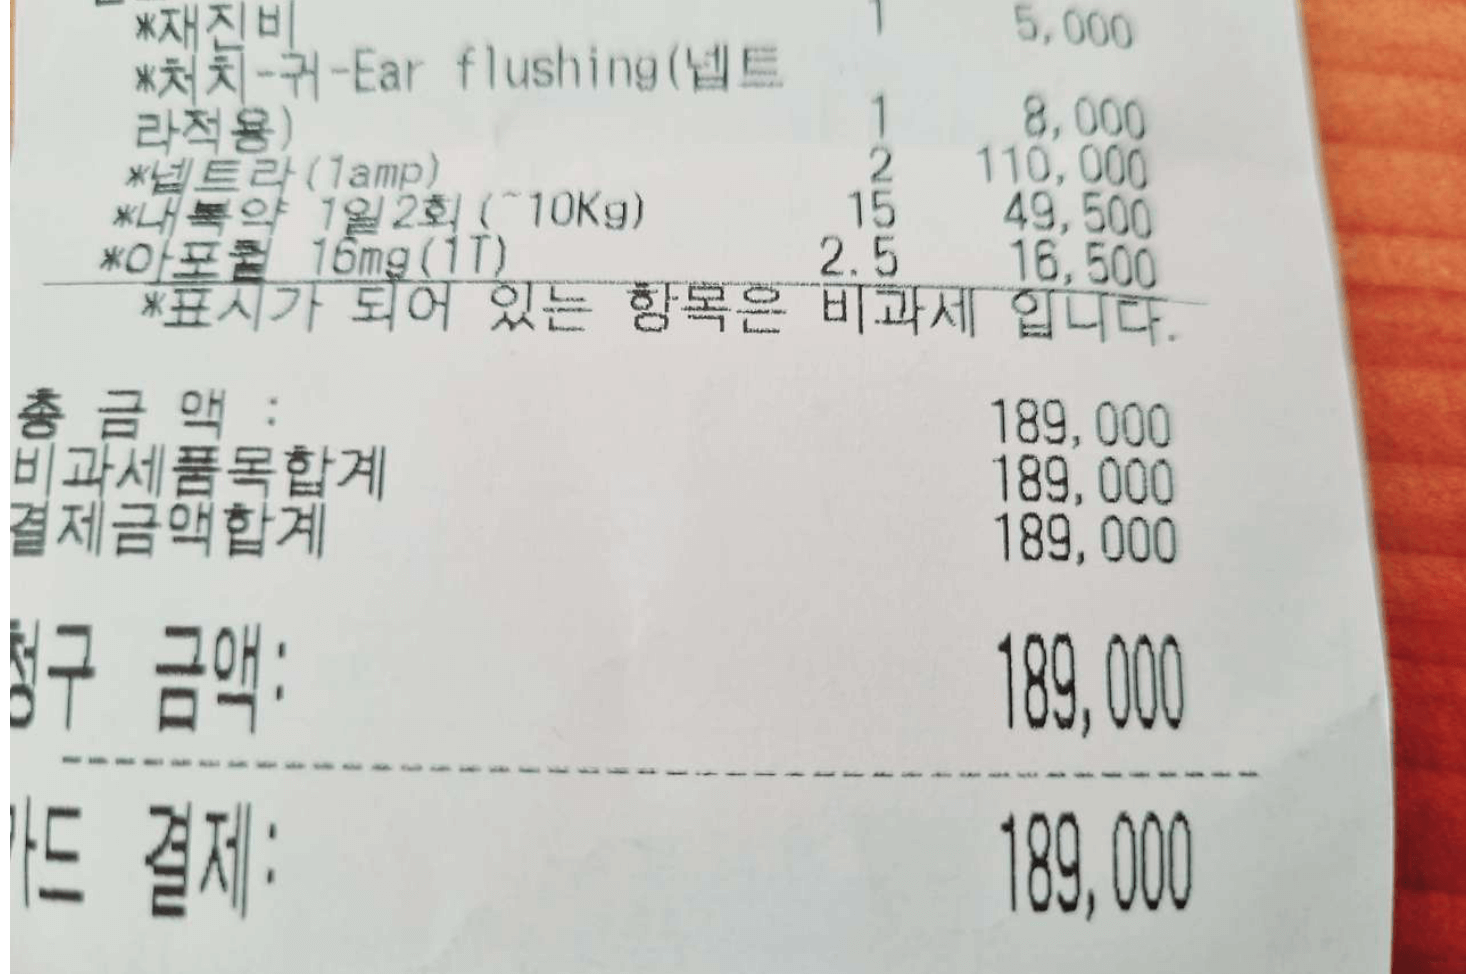 *재진비 1 5,000
*처치-귀-Ear flushing(넵트
라적용) 1 8,000
*넵트라(1amp) 2 110,000
*내복약 1일2회(~10Kg) 15 49,500
*아포퀠 16mg(1T) 2.5 16,500
*표시가 되어 있는 항목은 비과세 입니다.
총 금 액 : 189,000
비과세품목합계 189,000
결제금액합계 189,000
청구 금액: 189,000
카드 결제: 189,000